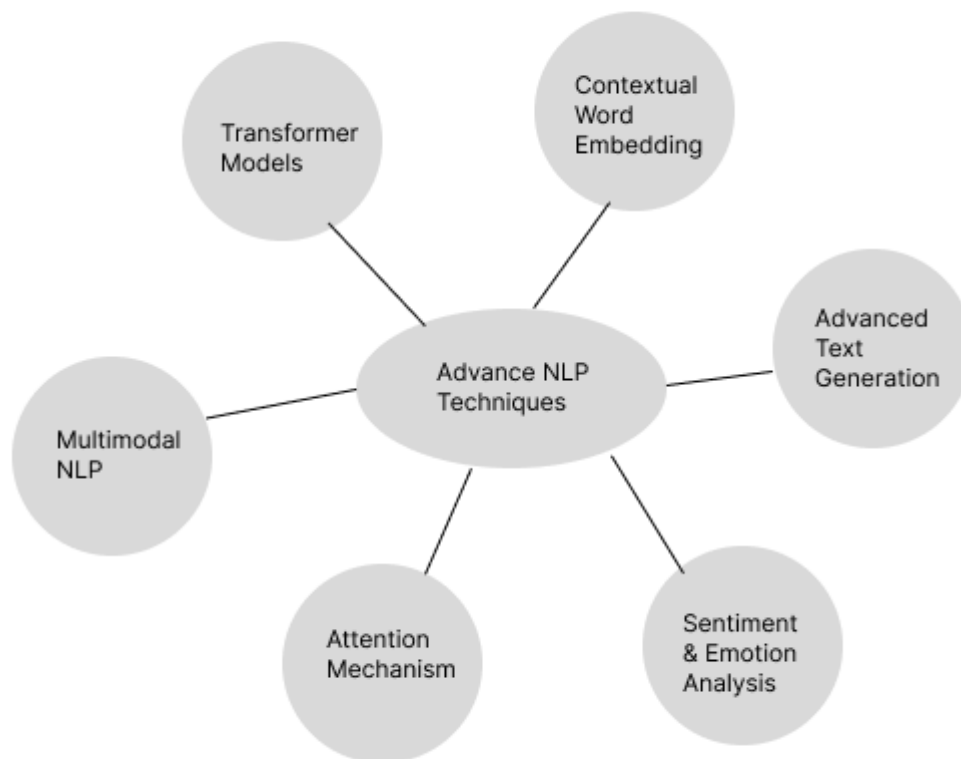 Transformer
Models
Contextual
Word
Embedding
Advanced
Text
Generation
Advance NLP
Techniques
Multimodal
NLP
Attention
Mechanism
Sentiment
& Emotion
Analysis